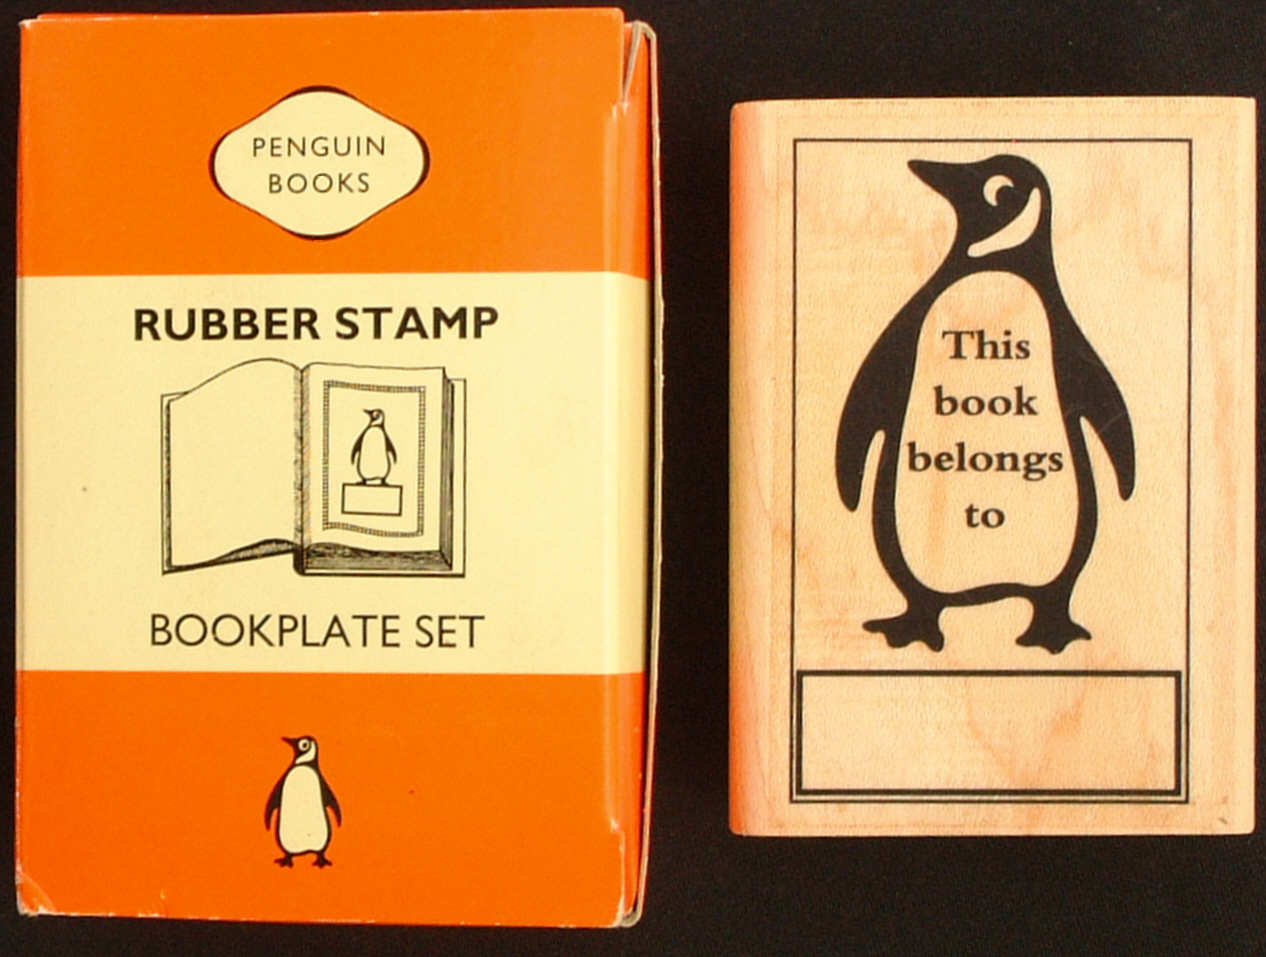 PENGUIN
BOOKS
RUBBER STAMP
BOOKPLATE SET
This
book
belongs
to